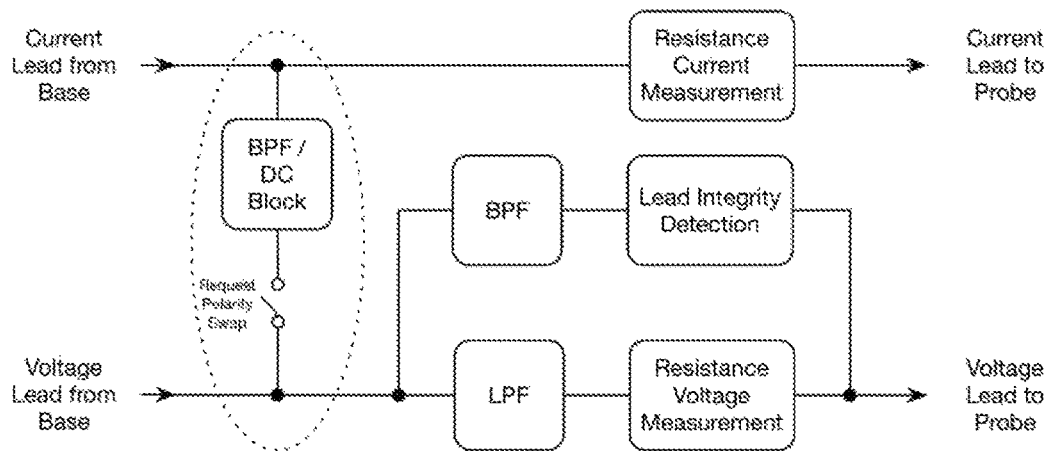 Current
Lead from
Base
Resistance
Current
Measurement
Current
Lead to
Probe
BPF /
DC
Block
BPF
Lead Integrity
Detection
Request
Polarity
Swap
Voltage
Lead from
Base
LPF
Resistance
Voltage
Measurement
Voltage
Lead to
Probe